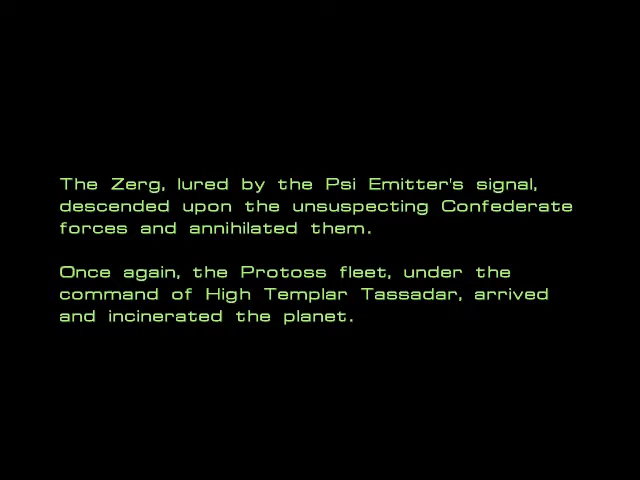 The Zerg, lured by the Psi Emitter's signal,
descended upon the unsuspecting Confederate
forces and annihilated them.
Once again, the Protoss fleet, under the
command of High Templar Tassadar, arrived
and incinerated the planet.